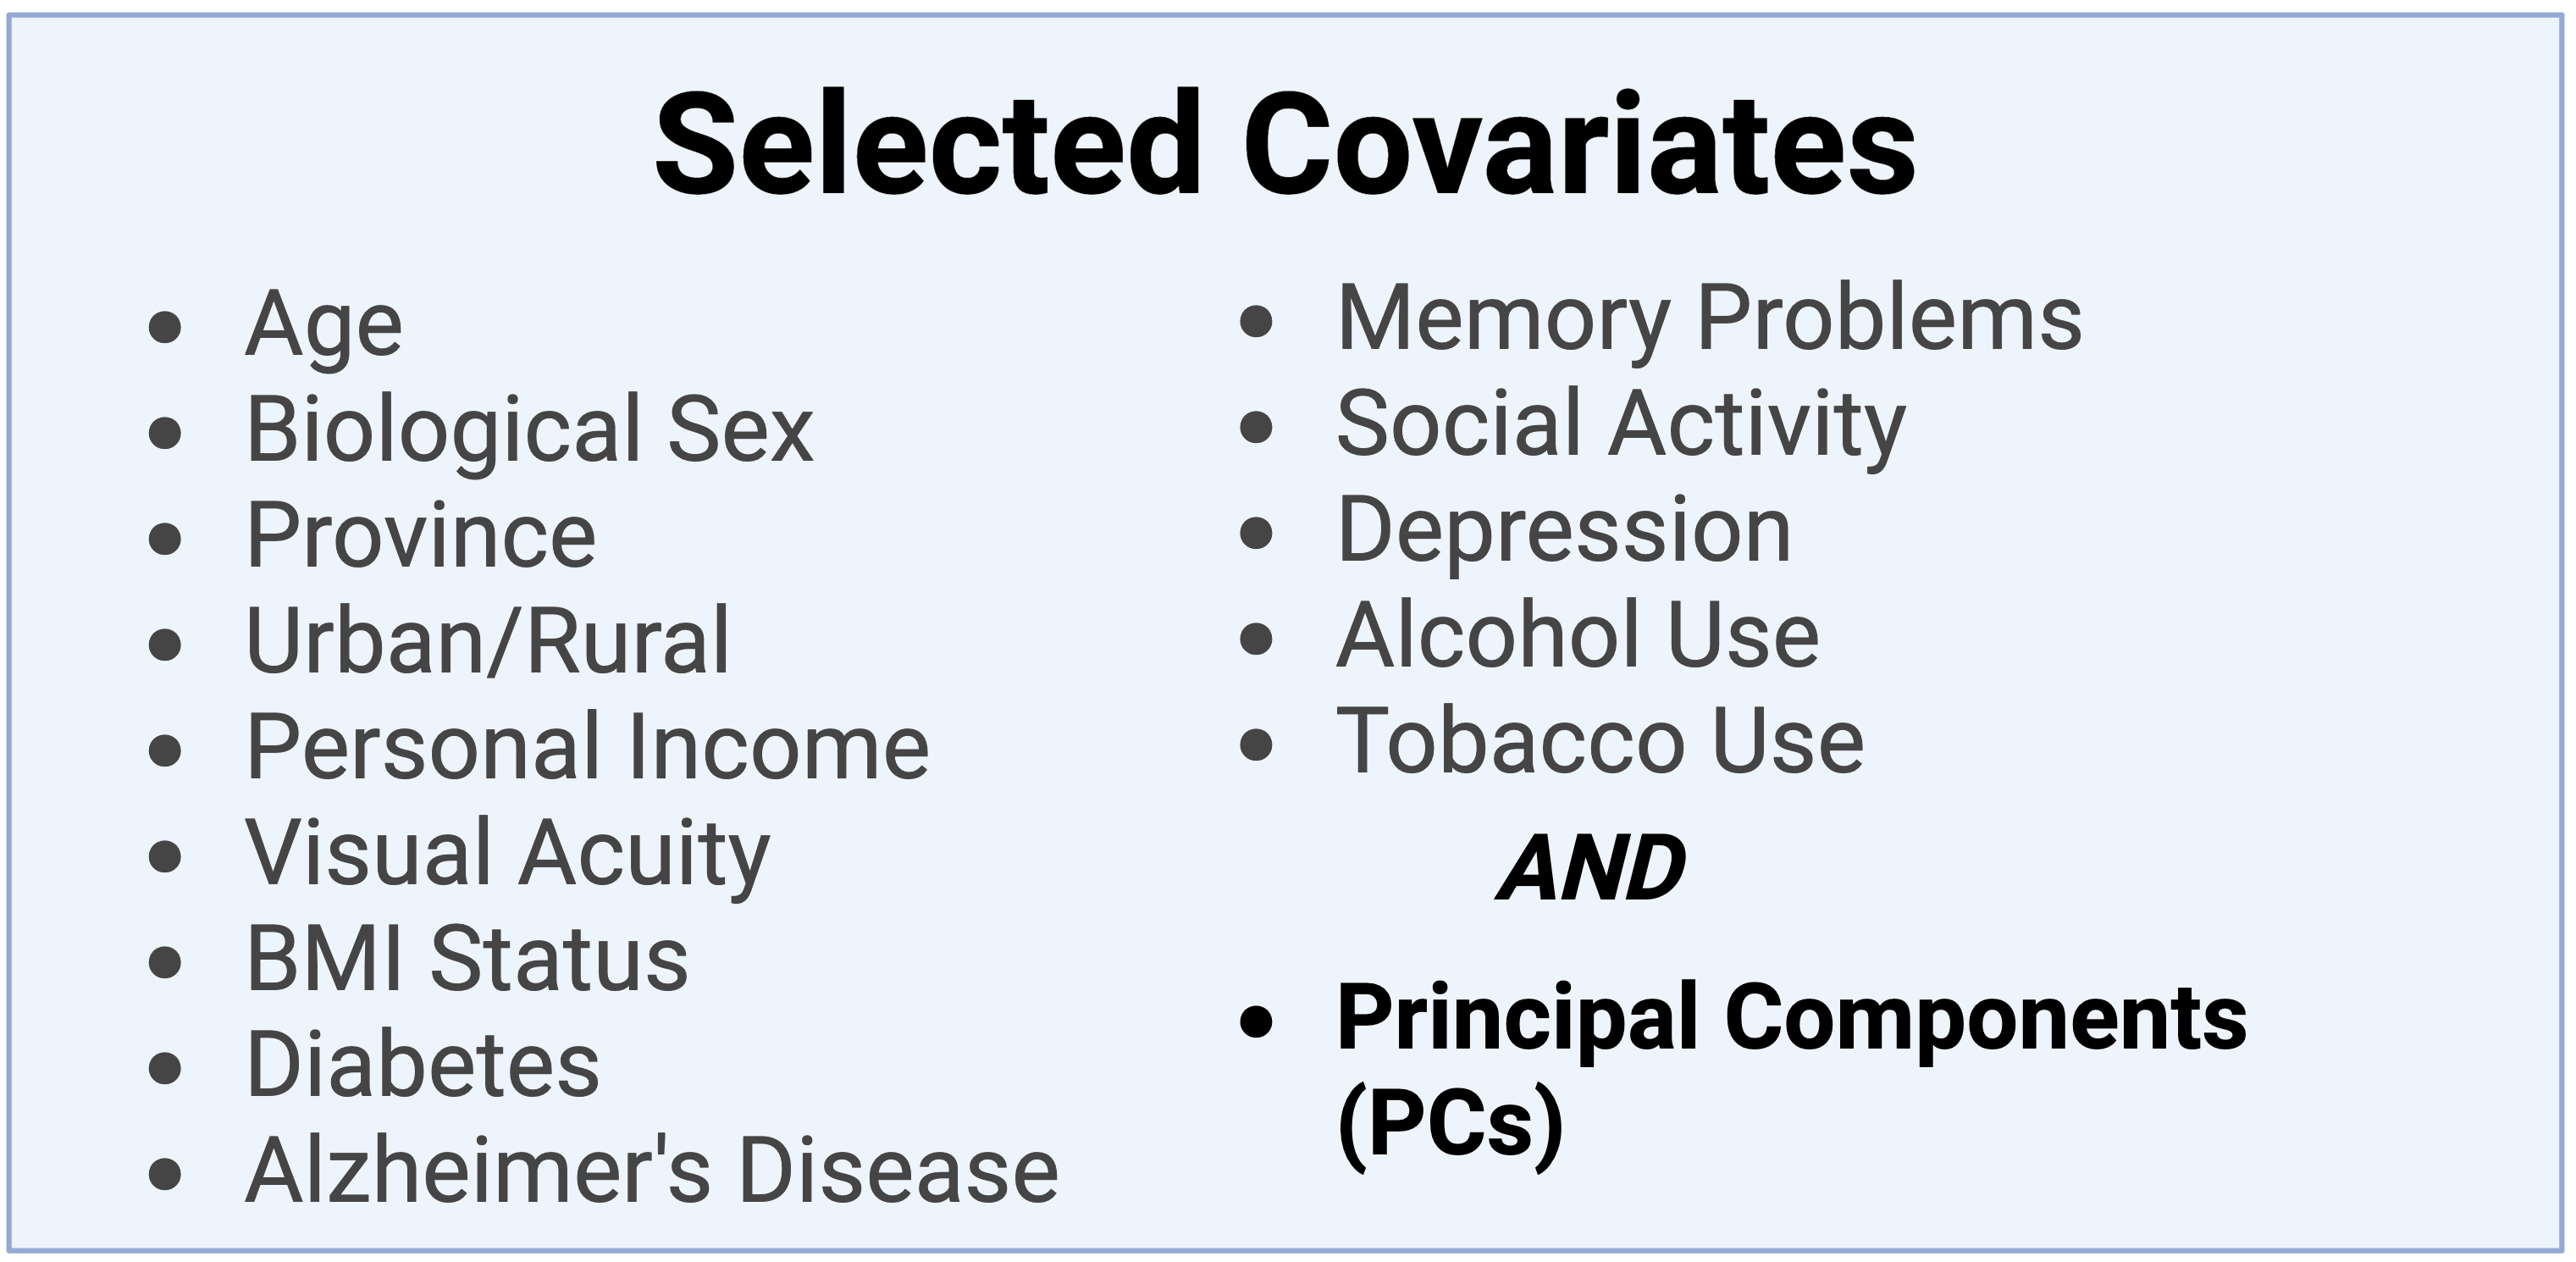 Selected Covariates
• Age
• Biological Sex
• Province
• Urban/Rural
• Personal Income
• Visual Acuity
• BMI Status
• Diabetes
• Alzheimer's Disease
• Memory Problems
• Social Activity
• Depression
• Alcohol Use
• Tobacco Use
AND
• Principal Components
(PCs)